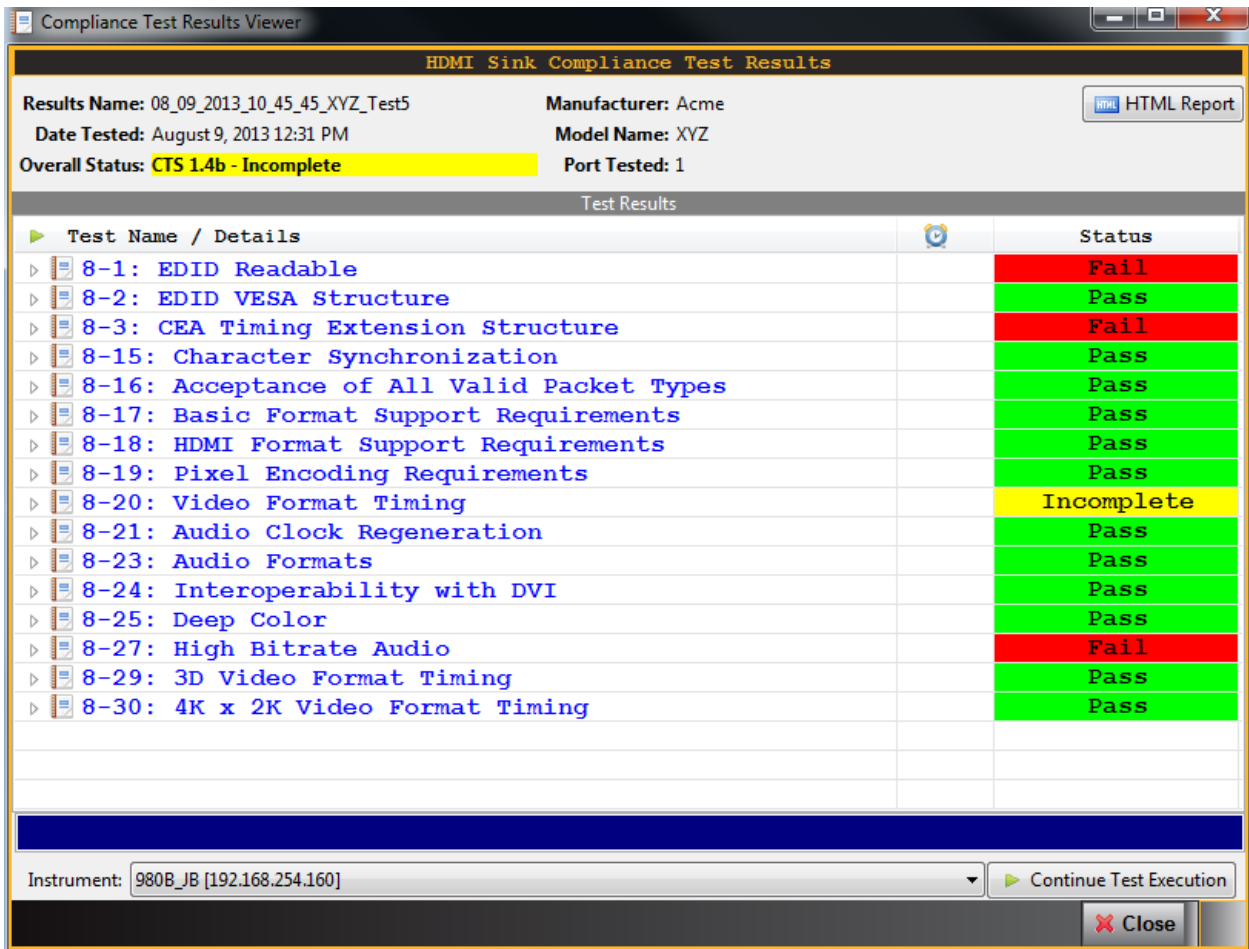 Compliance Test Results Viewer
HDMI Sink Compliance Test Results
Results Name: 08_09_2013_10_45_45_XYZ_Test5 Manufacturer: Acme HTML Report
Date Tested: August 9, 2013 12:31 PM Model Name: XYZ
Overall Status: CTS 1.4b - Incomplete Port Tested: 1
Test Results
Test Name / Details Status
8-1: EDID Readable Fail
8-2: EDID VESA Structure Pass
8-3: CEA Timing Extension Structure Fail
8-15: Character Synchronization Pass
8-16: Acceptance of All Valid Packet Types Pass
8-17: Basic Format Support Requirements Pass
8-18: HDMI Format Support Requirements Pass
8-19: Pixel Encoding Requirements Pass
8-20: Video Format Timing Incomplete
8-21: Audio Clock Regeneration Pass
8-23: Audio Formats Pass
8-24: Interoperability with DVI Pass
8-25: Deep Color Pass
8-27: High Bitrate Audio Fail
8-29: 3D Video Format Timing Pass
8-30: 4K x 2K Video Format Timing Pass
Instrument: 980B_JB [192.168.254.160] Continue Test Execution
Close